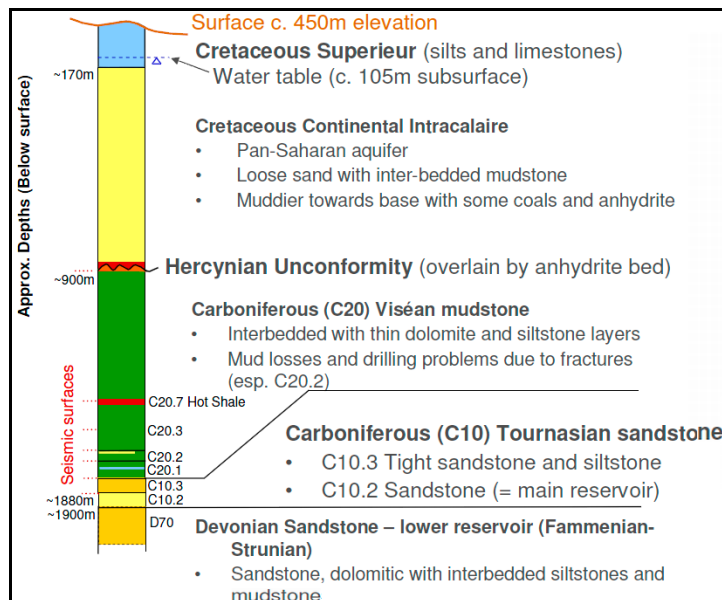 Surface c. 450m elevation
Cretaceous Superieur (silts and limestones)
Water table (c. 105m subsurface)
~170m
Cretaceous Continental Intracalaire
• Pan-Saharan aquifer
• Loose sand with inter-bedded mudstone
• Muddier towards base with some coals and anhydrite
Approx. Depths (Below surface)
Hercynian Unconformity (overlain by anhydrite bed)
~900m
Carboniferous (C20) Viséan mudstone
• Interbedded with thin dolomite and siltstone layers
• Mud losses and drilling problems due to fractures
(esp. C20.2)
Seismic surfaces
C20.7 Hot Shale
C20.3
C20.2
C20.1
C10.3
C10.2
Carboniferous (C10) Tournasian sandstone
• C10.3 Tight sandstone and siltstone
• C10.2 Sandstone (= main reservoir)
~1880m
~1900m
D70
Devonian Sandstone – lower reservoir (Fammenian-
Strunian)
• Sandstone, dolomitic with interbedded siltstones and
mudstone